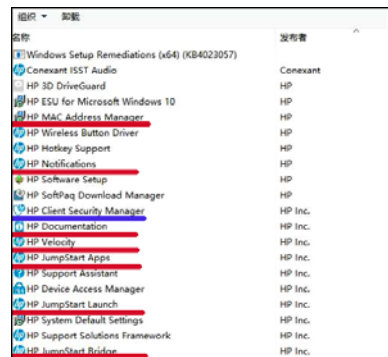 组织 ▾ 卸载
名称 发布者
Windows Setup Remediations (x64) (KB4023057)
Conexant ISST Audio Conexant
HP 3D DriveGuard HP
HP ESU for Microsoft Windows 10 HP
HP MAC Address Manager HP
HP Wireless Button Driver HP
HP Hotkey Support HP
HP Notifications HP
HP Software Setup HP
HP SoftPaq Download Manager HP
HP Client Security Manager HP Inc.
HP Documentation HP Inc.
HP Velocity HP Inc.
HP JumpStart Apps HP Inc.
HP Support Assistant HP Inc.
HP Device Access Manager HP Inc.
HP JumpStart Launch HP Inc.
HP System Default Settings HP Inc.
HP Support Solutions Framework HP Inc.
HP JumpStart Bridge HP Inc.